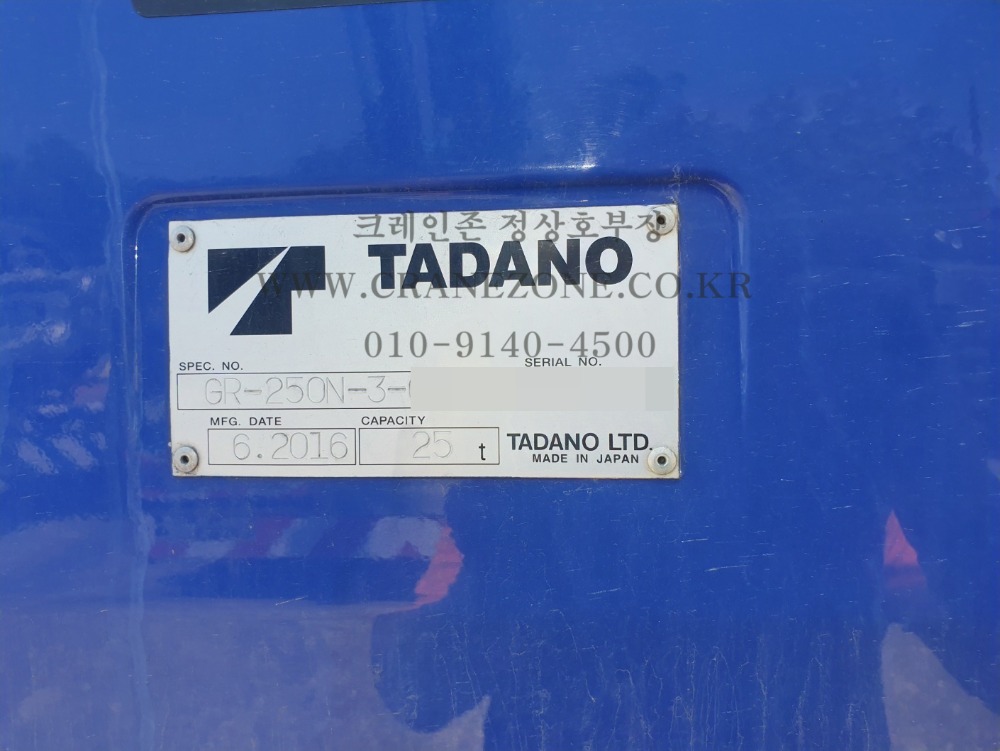 크레인존 정상호부장
TADANO
WWW.CRANEZONE.CO.KR
010-9140-4500
SPEC. NO. SERIAL NO.
GR-250N-3-
MFG. DATE CAPACITY
6.2016 25 t TADANO LTD.
MADE IN JAPAN